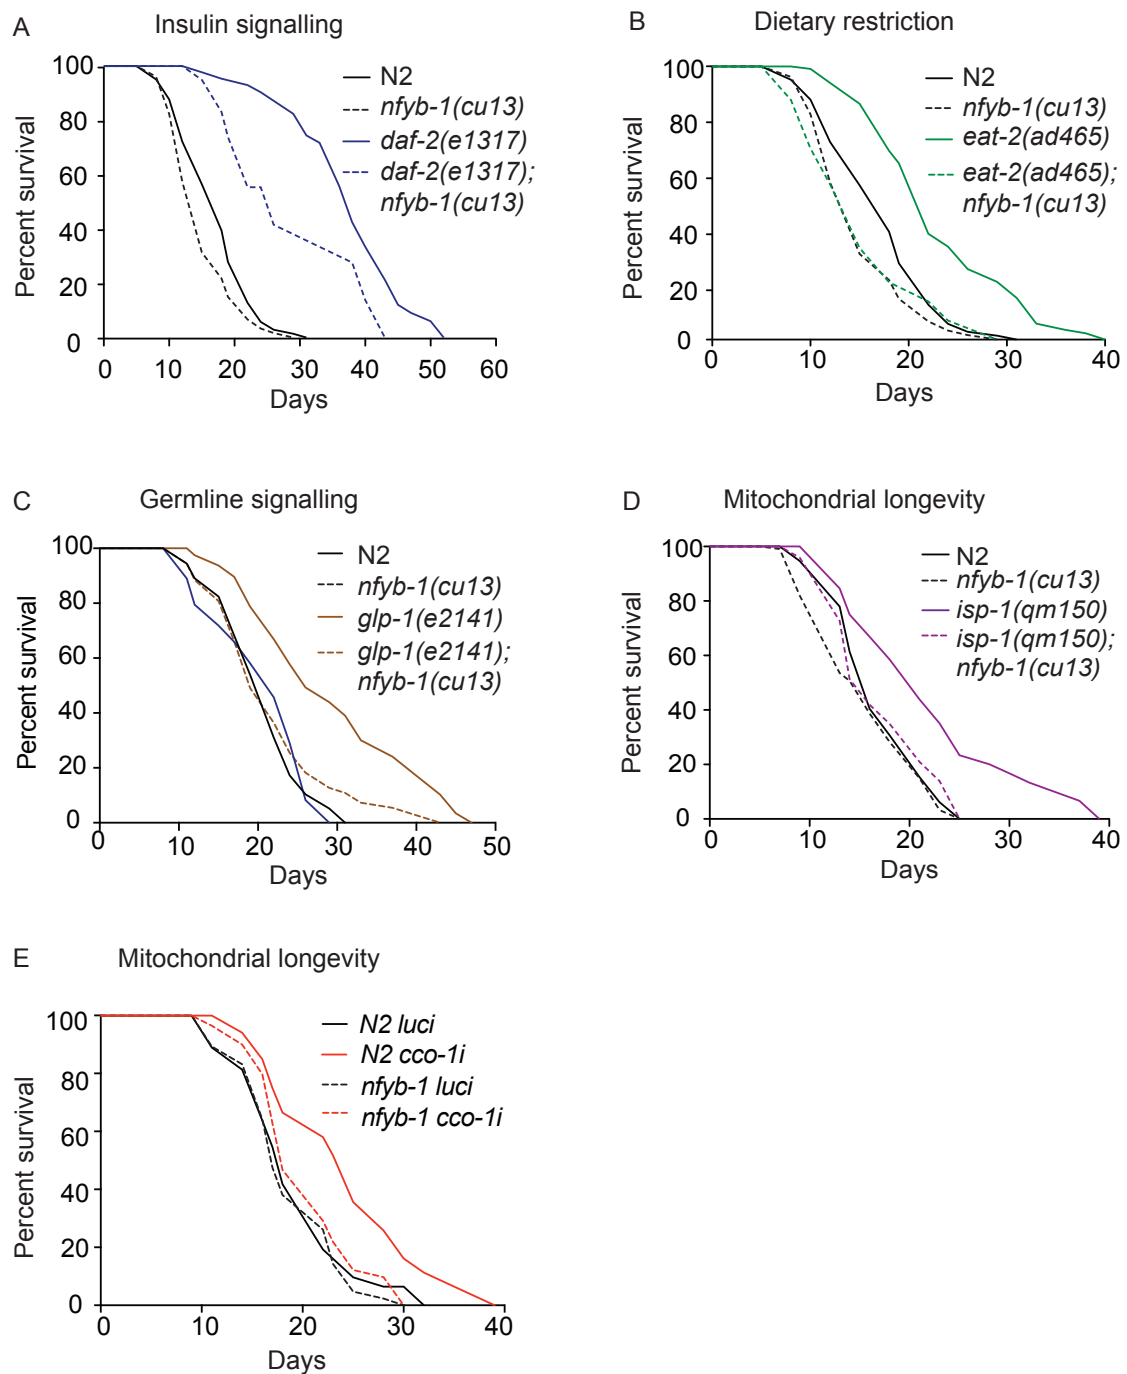 A
Insulin signalling
Percent survival
100
80
60
40
20
0
0 10 20 30 40 50 60
Days
N2
nfyb-1(cu13)
daf-2(e1317)
daf-2(e1317);
nfyb-1(cu13)
B
Dietary restriction
Percent survival
100
80
60
40
20
0
0 10 20 30 40
Days
N2
nfyb-1(cu13)
eat-2(ad465)
eat-2(ad465);
nfyb-1(cu13)
C
Germline signalling
Percent survival
100
80
60
40
20
0
0 10 20 30 40 50
Days
N2
nfyb-1(cu13)
glp-1(e2141)
glp-1(e2141);
nfyb-1(cu13)
D
Mitochondrial longevity
Percent survival
100
80
60
40
20
0
0 10 20 30 40
Days
N2
nfyb-1(cu13)
isp-1(qm150)
isp-1(qm150);
nfyb-1(cu13)
E
Mitochondrial longevity
Percent survival
100
80
60
40
20
0
0 10 20 30 40
Days
N2 luci
N2 cco-1i
nfyb-1 luci
nfyb-1 cco-1i